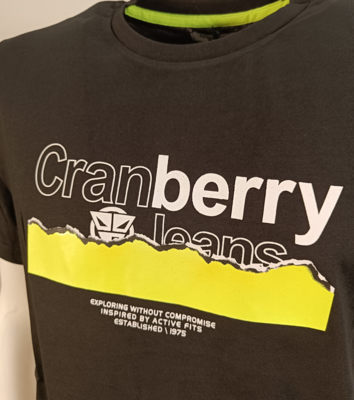 Cranberry
Jeans
EXPLORING WITHOUT COMPROMISE
INSPIRED BY ACTIVE FITS
ESTABLISHED \ 1975